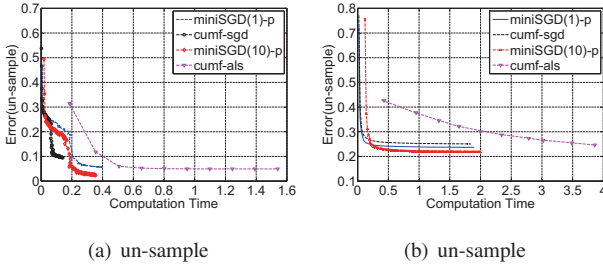 miniSGD(1)-p
cumf-sgd
miniSGD(10)-p
cumf-als
Error(un-sample)
0.7
0.6
0.5
0.4
0.3
0.2
0.1
0
0 0.2 0.4 0.6 0.8 1.0 1.2 1.4 1.6
Computation Time
(a) un-sample
miniSGD(1)-p
cumf-sgd
miniSGD(10)-p
cumf-als
Error(un-sample)
0.8
0.7
0.6
0.5
0.4
0.3
0.2
0.1
0 0.5 1 1.5 2 2.5 3 3.5 4
Computation Time
(b) un-sample